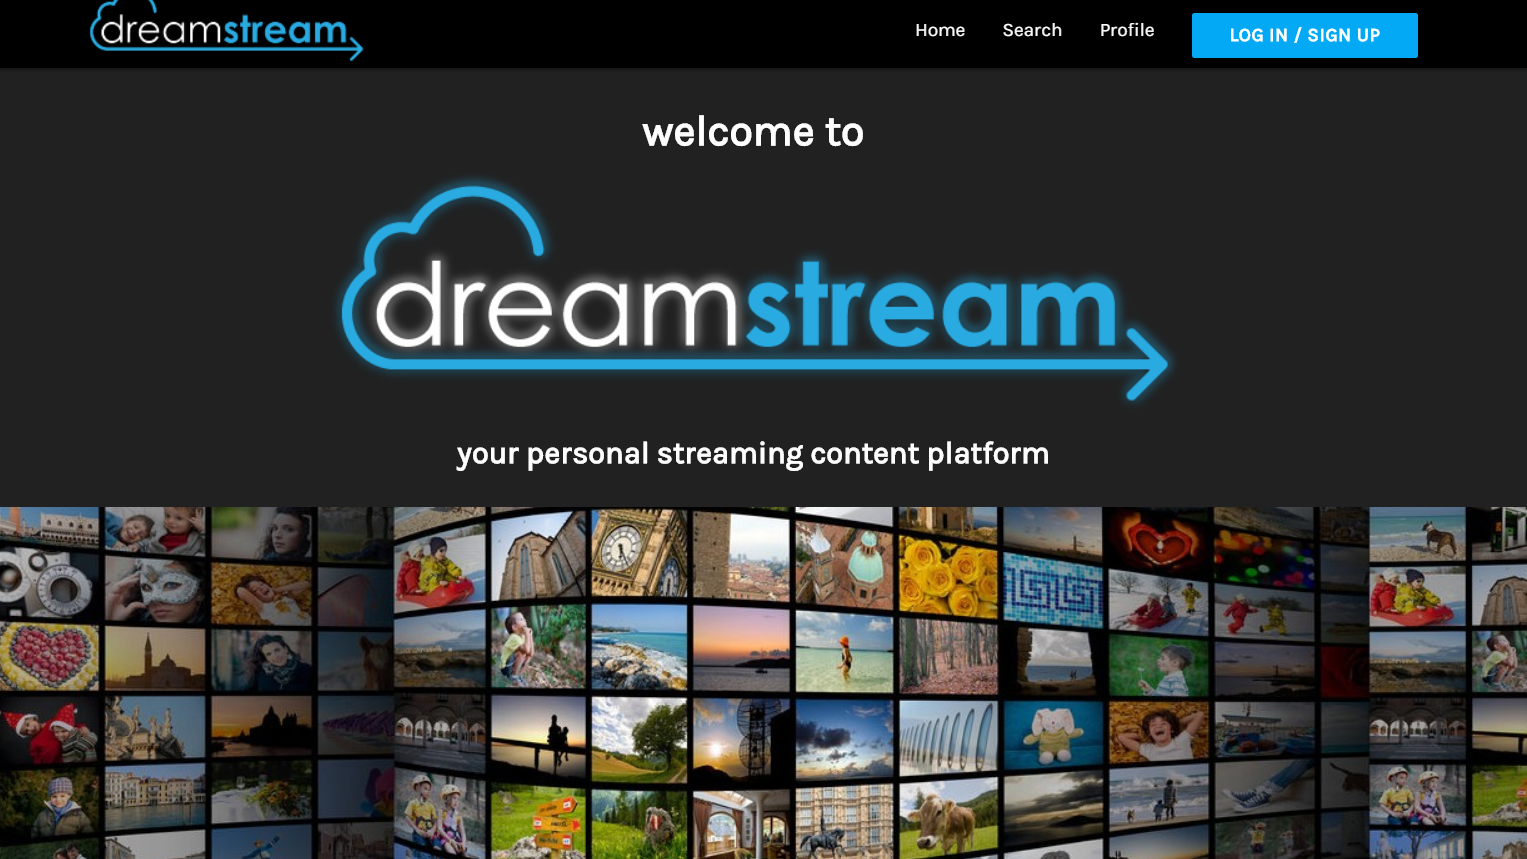 dreamstream
Home
Search
Profile
LOG IN / SIGN UP
welcome to
dreamstream
your personal streaming content platform